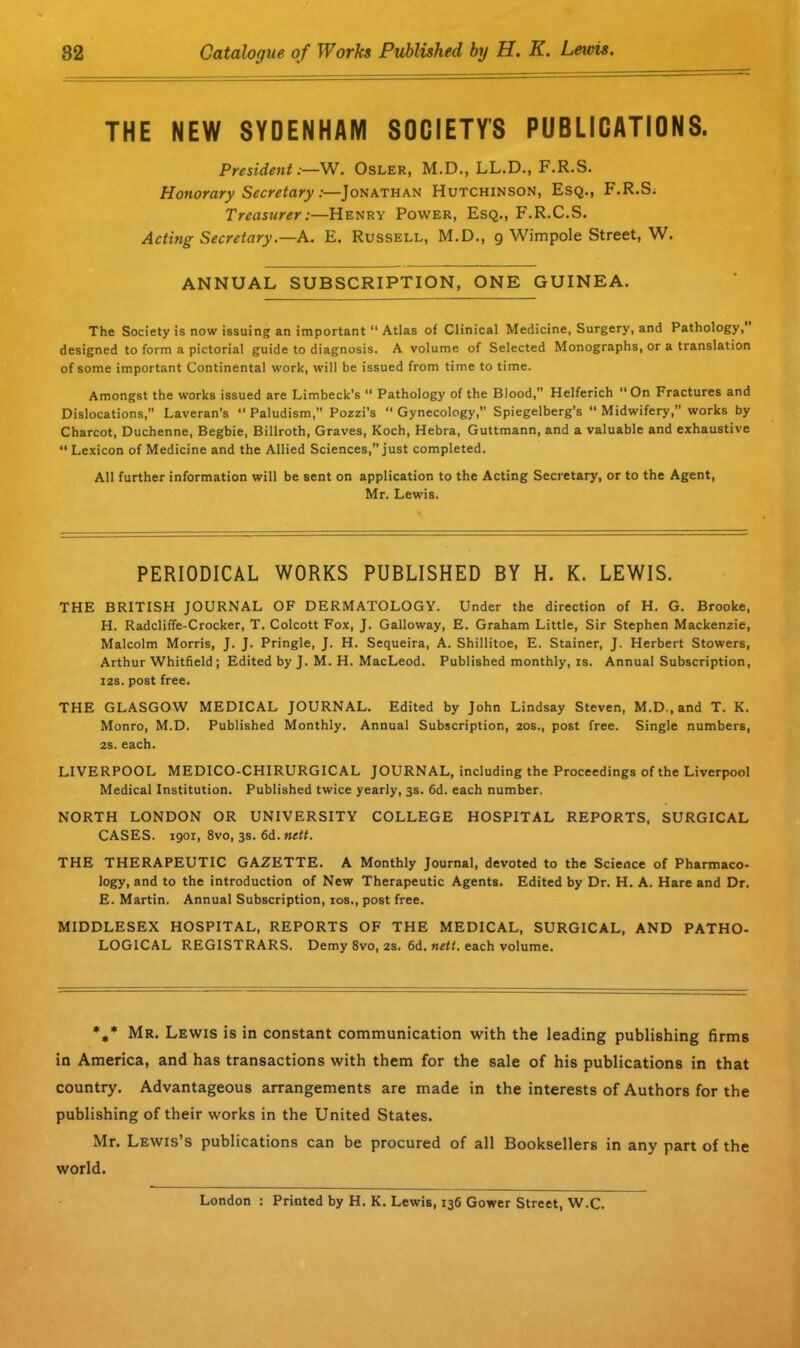 32 Catalogue of Works Published by H. K. Lewis.
THE NEW SYDENHAM SOCIETY'S PUBLICATIONS.
President:—W. OSLER, M.D., LL.D., F.R.S.
Honorary Secretary:—JONATHAN HUTCHINSON, ESQ., F.R.S.
Treasurer:—HENRY POWER, ESQ., F.R.C.S.
Acting Secretary.—A. E. RUSSELL, M.D., 9 Wimpole Street, W.
ANNUAL SUBSCRIPTION, ONE GUINEA.
The Society is now issuing an important "Atlas of Clinical Medicine, Surgery, and Pathology,"
designed to form a pictorial guide to diagnosis. A volume of Selected Monographs, or a translation
of some important Continental work, will be issued from time to time.
Amongst the works issued are Limbeck's "Pathology of the Blood," Helferich "On Fractures and
Dislocations," Laveran's "Paludism," Pozzi's "Gynecology," Spiegelberg's "Midwifery," works by
Charcot, Duchenne, Begbie, Billroth, Graves, Koch, Hebra, Guttmann, and a valuable and exhaustive
"Lexicon of Medicine and the Allied Sciences," just completed.
All further information will be sent on application to the Acting Secretary, or to the Agent,
Mr. Lewis.
PERIODICAL WORKS PUBLISHED BY H. K. LEWIS.
THE BRITISH JOURNAL OF DERMATOLOGY. Under the direction of H. G. Brooke,
H. Radcliffe-Crocker, T. Colcott Fox, J. Galloway, E. Graham Little, Sir Stephen Mackenzie,
Malcolm Morris, J. J. Pringle, J. H. Sequeira, A. Shillitoe, E. Stainer, J. Herbert Stowers,
Arthur Whitfield; Edited by J. M. H. MacLeod. Published monthly, 1s. Annual Subscription,
12s. post free.
THE GLASGOW MEDICAL JOURNAL. Edited by John Lindsay Steven, M.D., and T. K.
Monro, M.D. Published Monthly. Annual Subscription, 20s., post free. Single numbers,
2s. each.
LIVERPOOL MEDICO-CHIRURGICAL JOURNAL, including the Proceedings of the Liverpool
Medical Institution. Published twice yearly, 3s. 6d. each number.
NORTH LONDON OR UNIVERSITY COLLEGE HOSPITAL REPORTS, SURGICAL
CASES. 1901, 8vo, 3s. 6d. nett.
THE THERAPEUTIC GAZETTE. A Monthly Journal, devoted to the Science of Pharmaco-
logy, and to the introduction of New Therapeutic Agents. Edited by Dr. H. A. Hare and Dr.
E. Martin. Annual Subscription, 10s., post free.
MIDDLESEX HOSPITAL, REPORTS OF THE MEDICAL, SURGICAL, AND PATHO-
LOGICAL REGISTRARS. Demy 8vo, 2s. 6d. nett. each volume.
*** MR. LEWIS is in constant communication with the leading publishing firms
in America, and has transactions with them for the sale of his publications in that
country. Advantageous arrangements are made in the interests of Authors for the
publishing of their works in the United States.
Mr. LEWIS'S publications can be procured of all Booksellers in any part of the
world.
London : Printed by H. K. Lewis, 136 Gower Street, W.C.